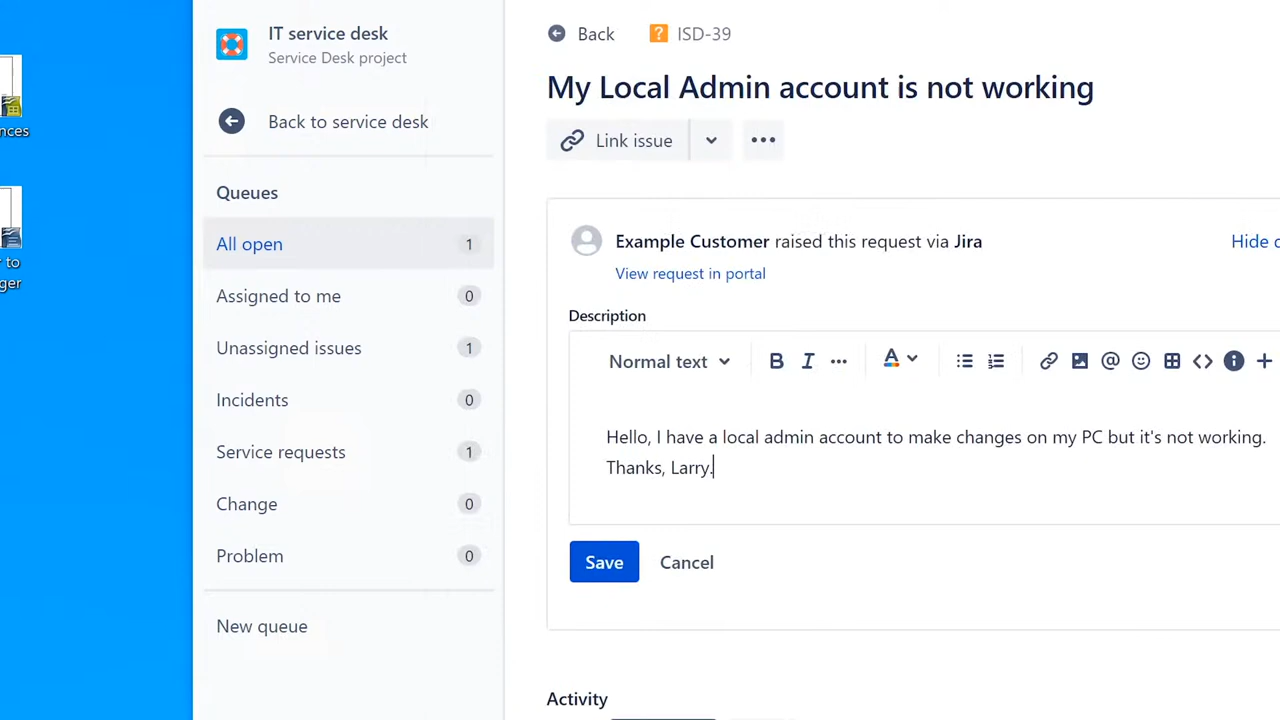 nces
r to
ger
IT service desk
Service Desk project
Back to service desk
Queues
All open 1
Assigned to me 0
Unassigned issues 1
Incidents 0
Service requests 1
Change 0
Problem 0
New queue
Back ISD-39
My Local Admin account is not working
Link issue
Example Customer raised this request via Jira
Hide
View request in portal
Description
Normal text B I A
Hello, I have a local admin account to make changes on my PC but it's not working.
Thanks, Larry.
Save Cancel
Activity